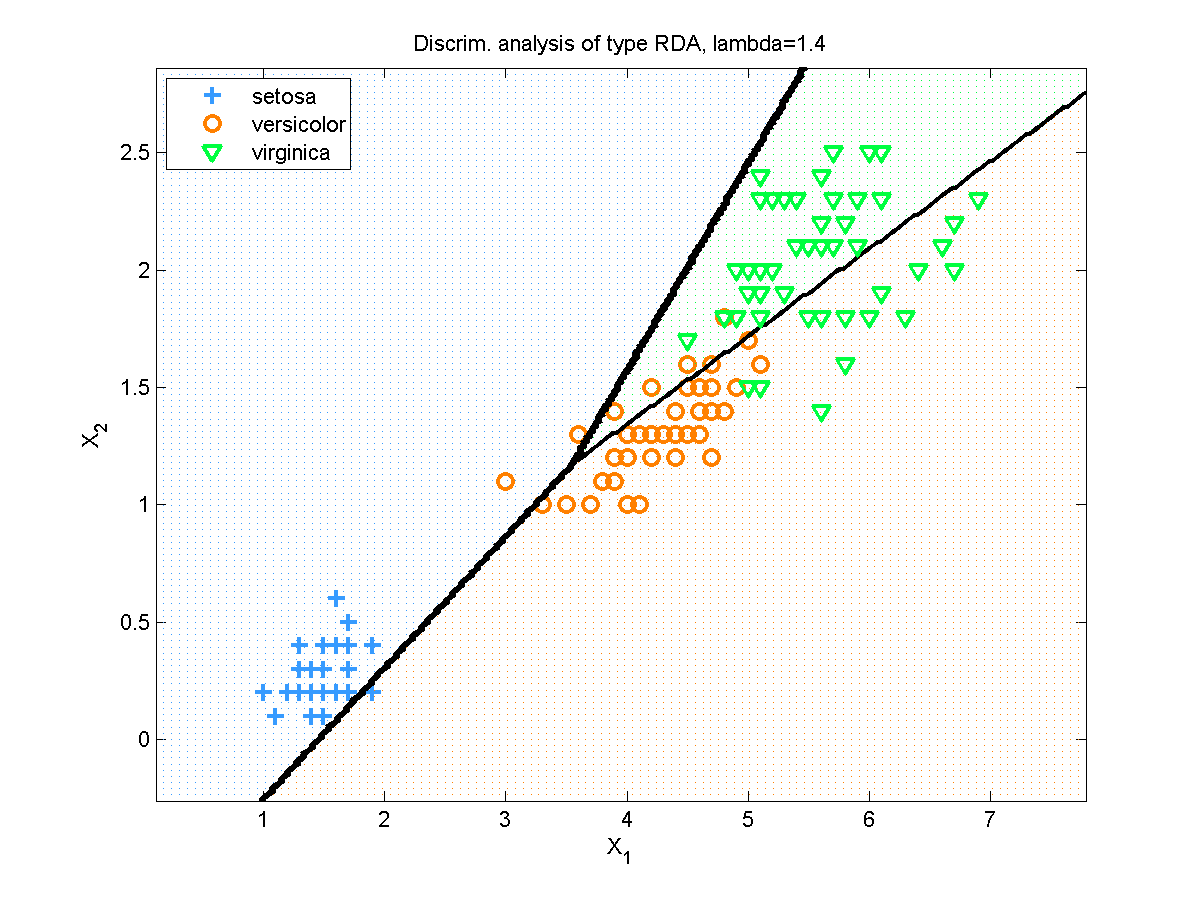 Discrim. analysis of type RDA, lambda=1.4
setosa
versicolor
virginica
2.5
2
1.5
1
0.5
0
X2
1 2 3 4 5 6 7
X1